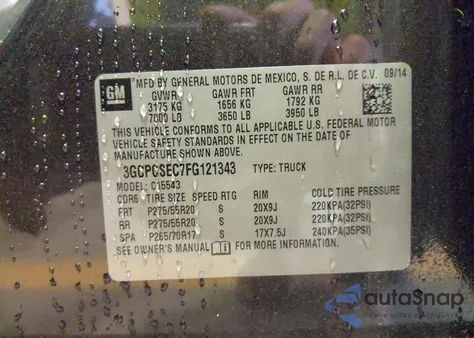 GM
MFD BY GENERAL MOTORS DE MEXICO, S. DE R.L. DE C.V. 09/14
GVWR GAWR FRT GAWR RR
3175 KG 1656 KG 1792 KG
7000 LB 3650 LB 3950 LB
THIS VEHICLE CONFORMS TO ALL APPLICABLE U.S. FEDERAL MOTOR
VEHICLE SAFETY STANDARDS IN EFFECT ON THE DATE OF
MANUFACTURE SHOWN ABOVE.
3GCPCSEC7FG121343 TYPE: TRUCK
MODEL: C15543
CDR6 TIRE SIZE SPEED RTG RIM COLD TIRE PRESSURE
FRT P275/55R20 S 20X9J 220KPA(32PSI)
RR P275/55R20 S 20X9J 220KPA(32PSI)
SPA P265/70R17 S 17X7.5J 240KPA(35PSI)
SEE OWNER'S MANUAL FOR MORE INFORMATION.
autoSnap